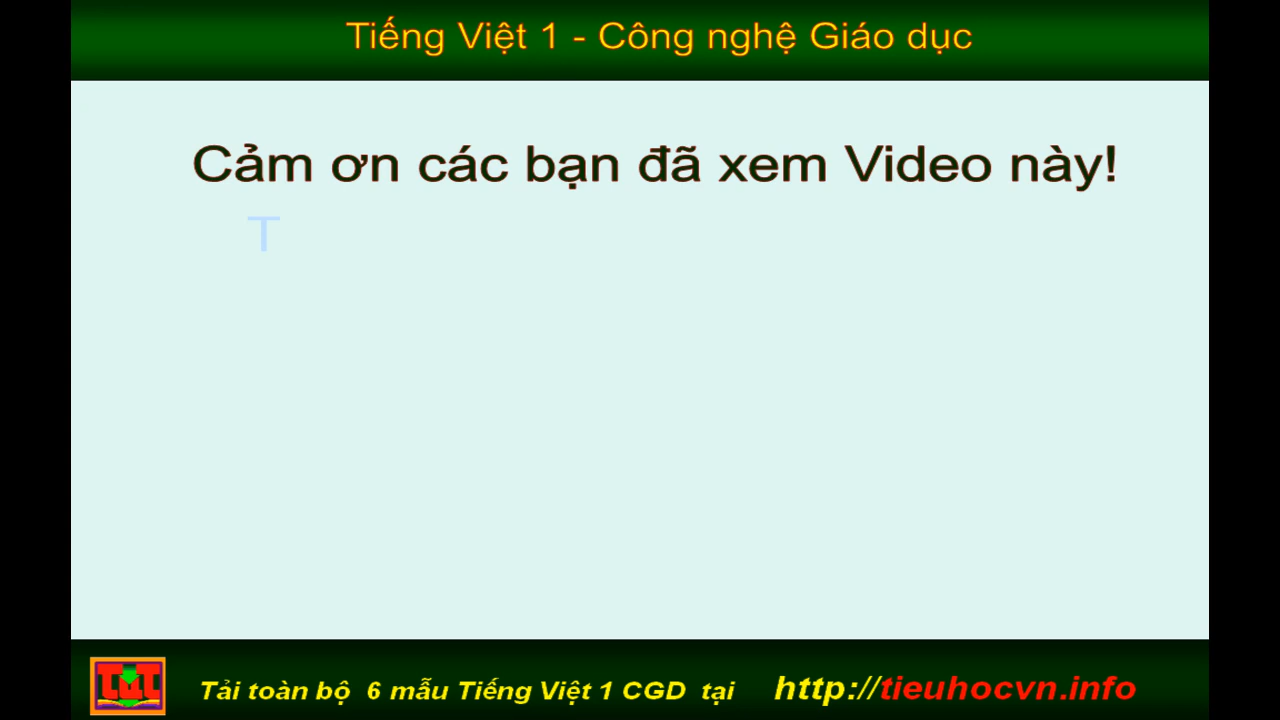 Tiếng Việt 1 - Công nghệ Giáo dục
Cảm ơn các bạn đã xem Video này!
T
TMT
Tải toàn bộ 6 mẫu Tiếng Việt 1 CGD tại http://tieuhocvn.info